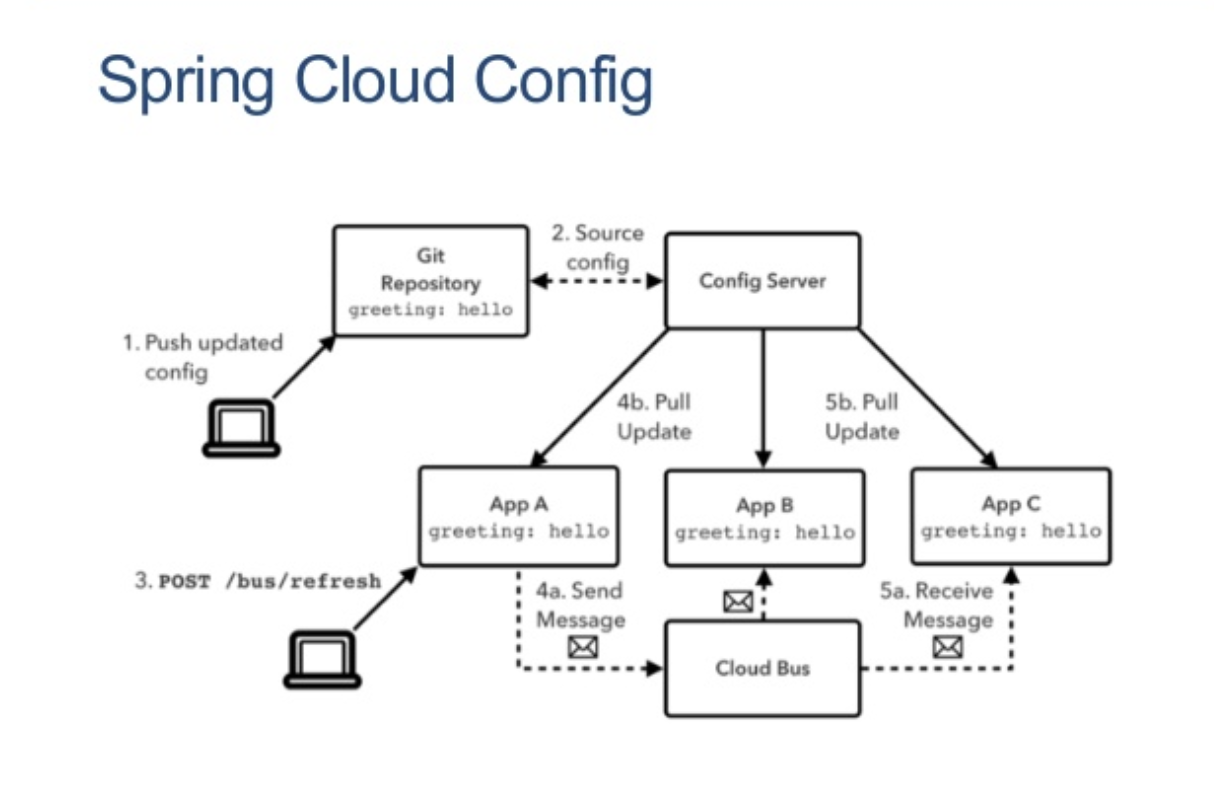 Spring Cloud Config
Git
Repository
greeting: hello
2. Source
config
Config Server
1. Push updated
config
4b. Pull
Update
5b. Pull
Update
App A
greeting: hello
App B
greeting: hello
App C
greeting: hello
3. POST /bus/refresh
4a. Send
Message
5a. Receive
Message
Cloud Bus